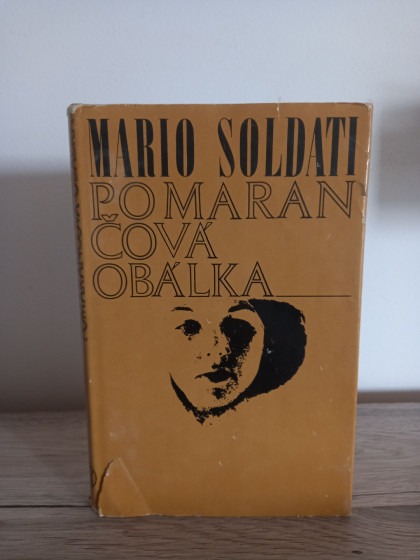 MARIO SOLDATI
POMARAN
ČOVÁ
OBÁLKA